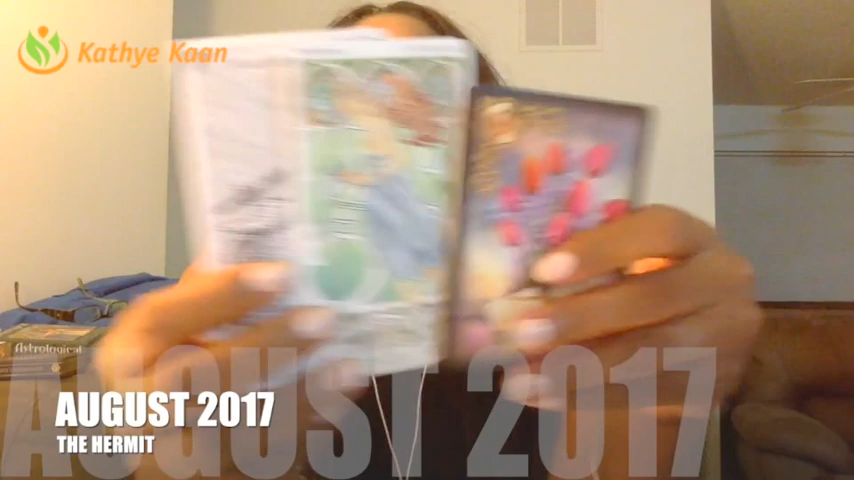 Kathye Kaan
Astrological
AUGUST 2017
AUGUST 2017
THE HERMIT